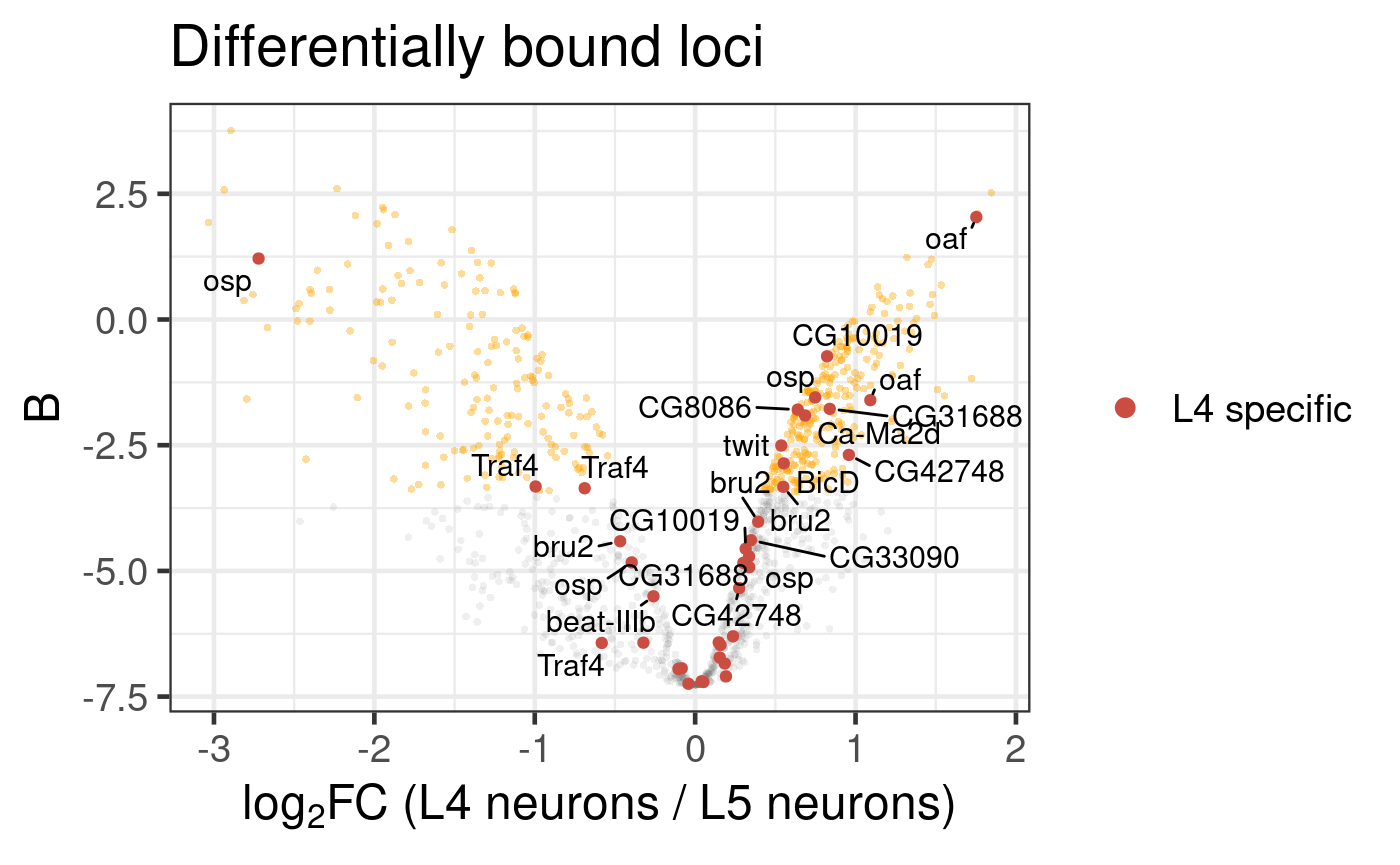 Differentially bound loci
B
2.5
0.0
-2.5
-5.0
-7.5
oaf
osp
CG10019
osp
oaf
CG8086
CG31688
Ca-Ma2d
twit
Traf4
Traf4
CG42748
bru2
BicD
CG10019
bru2
bru2
CG33090
osp
CG31688
osp
beat-IIIb
CG42748
Traf4
-3
-2
-1
0
1
2
log₂FC (L4 neurons / L5 neurons)
L4 specific